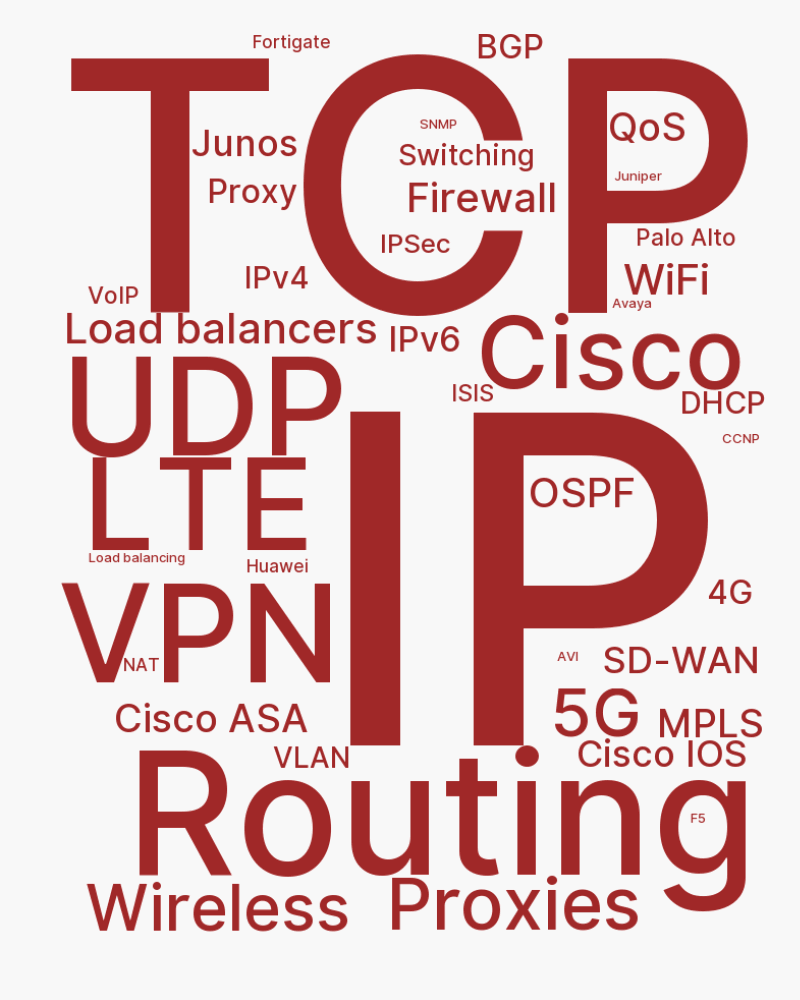 Fortigate
BGP
TCP
SNMP
QoS
Junos
Switching
Juniper
Proxy
Firewall
Palo Alto
IPSec
IPv4
WiFi
VoIP
Avaya
Load balancers
IPv6
Cisco
UDP
ISIS
DHCP
IP
CCNP
LTE
OSPF
Load balancing
Huawei
VPN
4G
NAT
AVI
SD-WAN
Cisco ASA
5G
MPLS
VLAN
Cisco IOS
Routing
F5
Wireless
Proxies